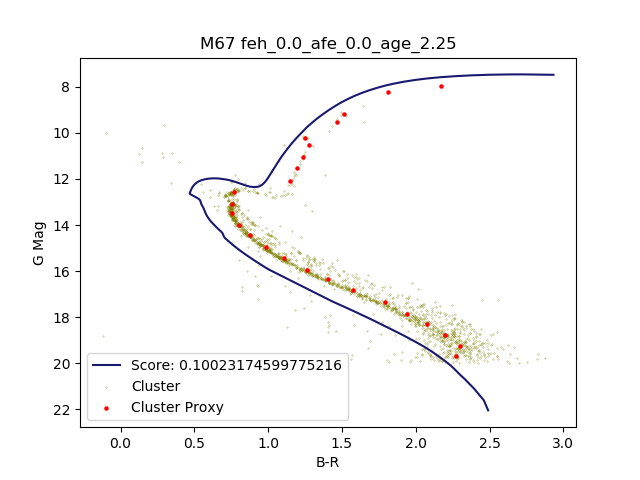 M67 feh_0.0_afe_0.0_age_2.25
8
10
12
14
16
18
20
22
G Mag
0.0 0.5 1.0 1.5 2.0 2.5 3.0
B-R
Score: 0.10023174599775216
Cluster
Cluster Proxy